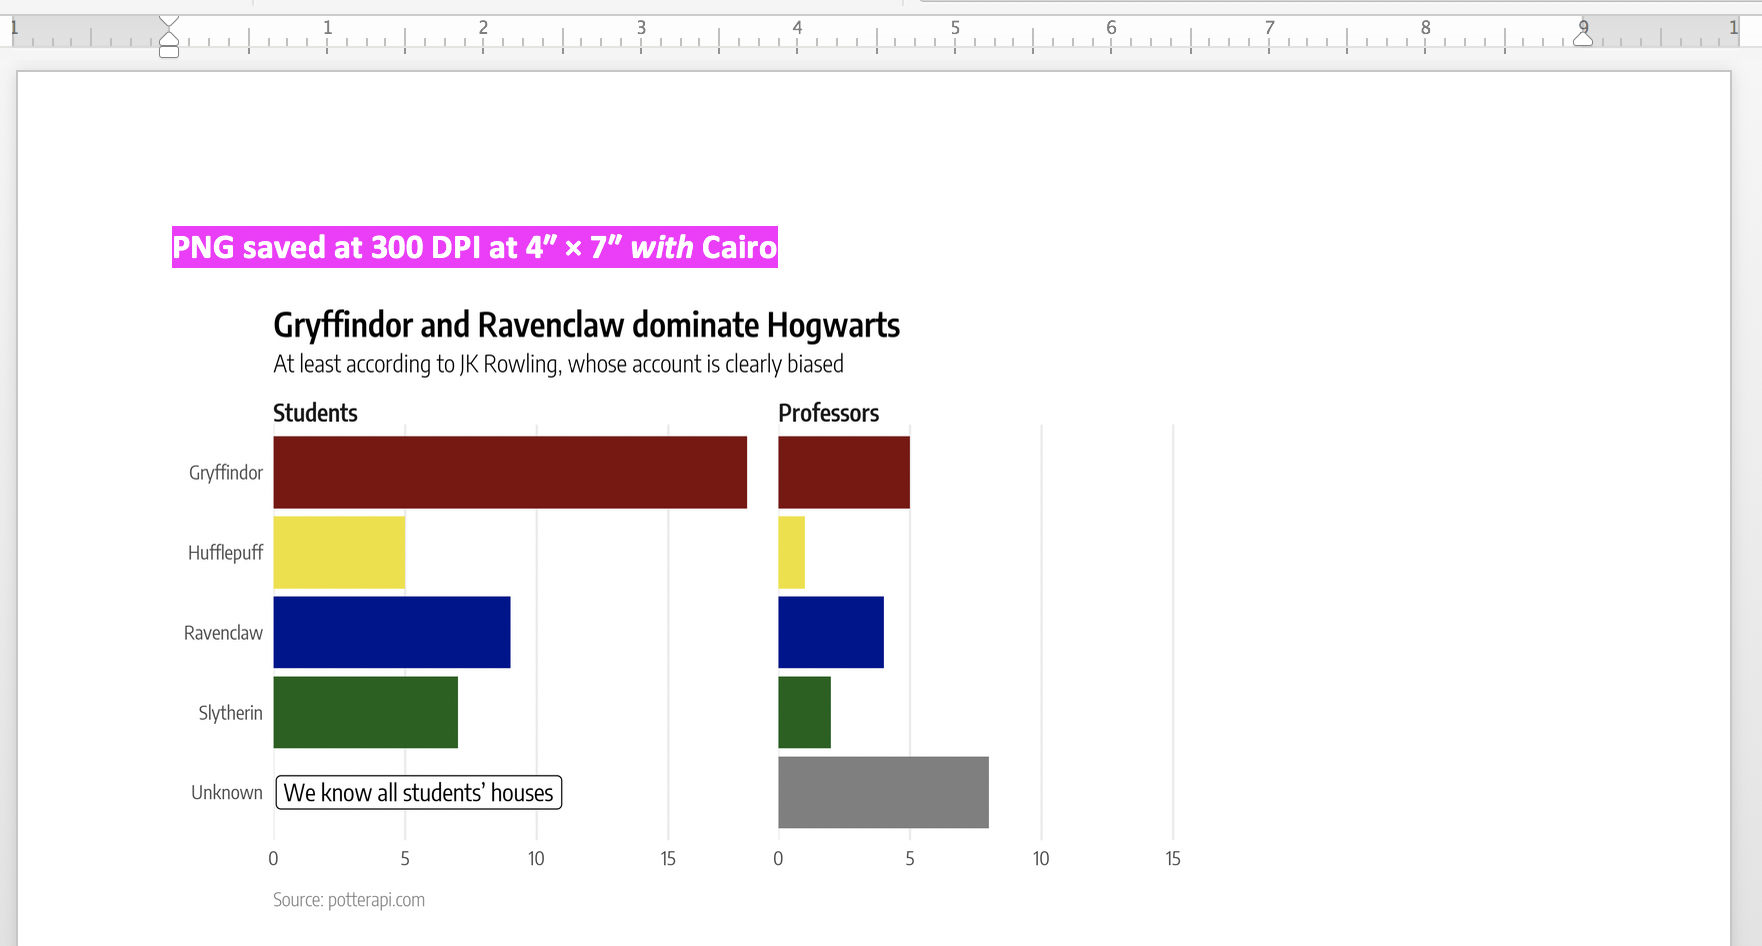 1 1 2 3 4 5 6 7 8 9 1
PNG saved at 300 DPI at 4″ × 7″ with Cairo
Gryffindor and Ravenclaw dominate Hogwarts
At least according to JK Rowling, whose account is clearly biased
Students Professors
Gryffindor
Hufflepuff
Ravenclaw
Slytherin
Unknown We know all students’ houses
0 5 10 15 0 5 10 15
Source: potterapi.com